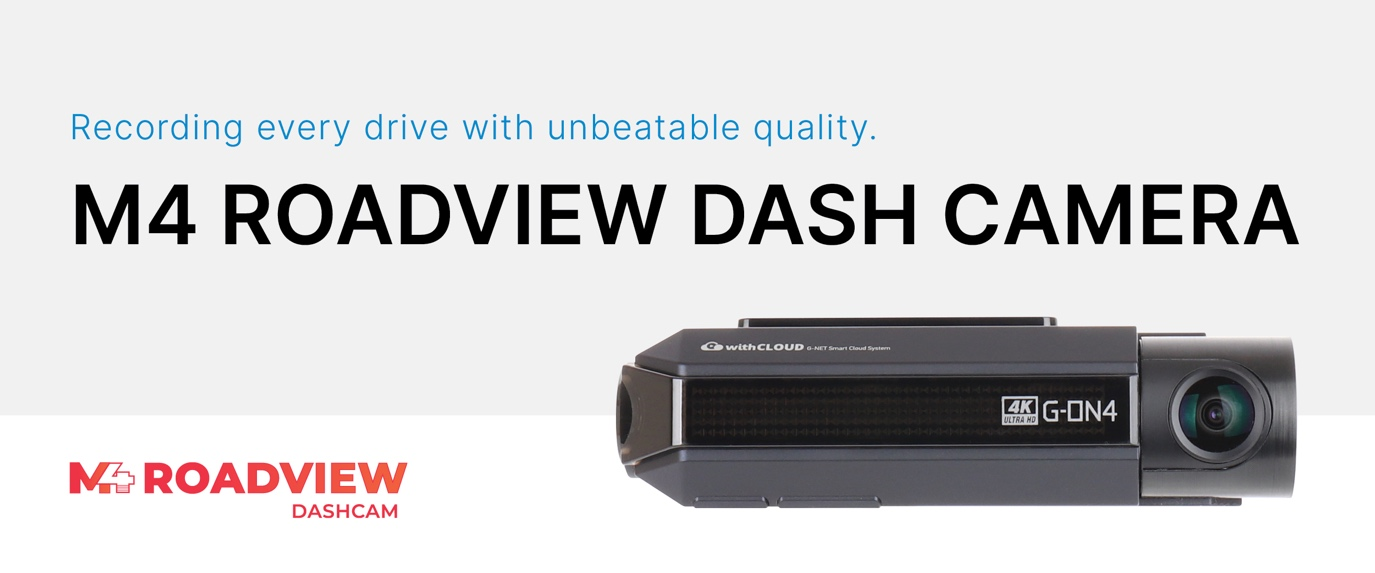 Recording every drive with unbeatable quality.
M4 ROADVIEW DASH CAMERA
withCLOUD G-NET Smart Cloud System
4K ULTRA HD G-ON4
M4 ROADVIEW
DASHCAM